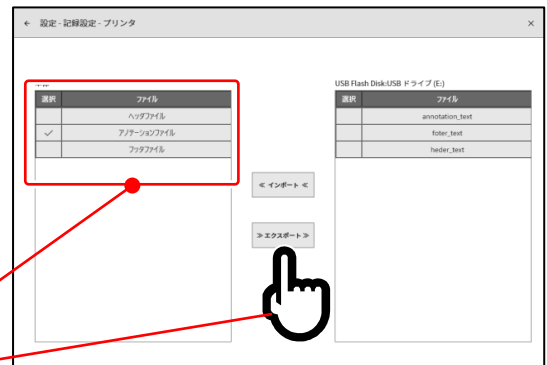 ← 設定 - 記録設定 - プリンタ ×
USB Flash Disk:USB ドライブ (E:)
選択 ファイル
ヘッダファイル
✓ アノテーションファイル
フッタファイル
選択 ファイル
annotation_text
foter_text
heder_text
≪ インポート ≪
≫ エクスポート ≫